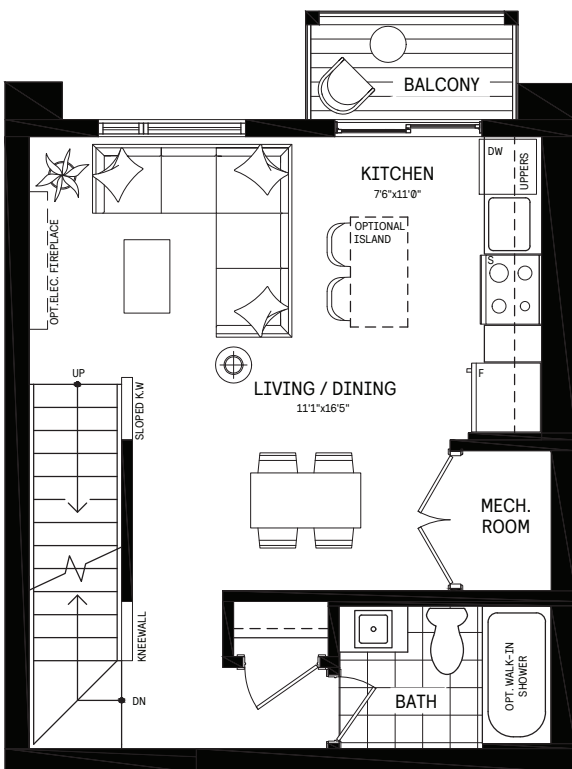 BALCONY
DW
UPPERS
KITCHEN
7'6"x11'0"
OPTIONAL
ISLAND
OPT.ELEC. FIREPLACE
S
F
UP
SLOPED K.W
LIVING / DINING
11'1"x16'5"
MECH.
ROOM
KNEEWALL
DN
BATH
OPT. WALK-IN
SHOWER